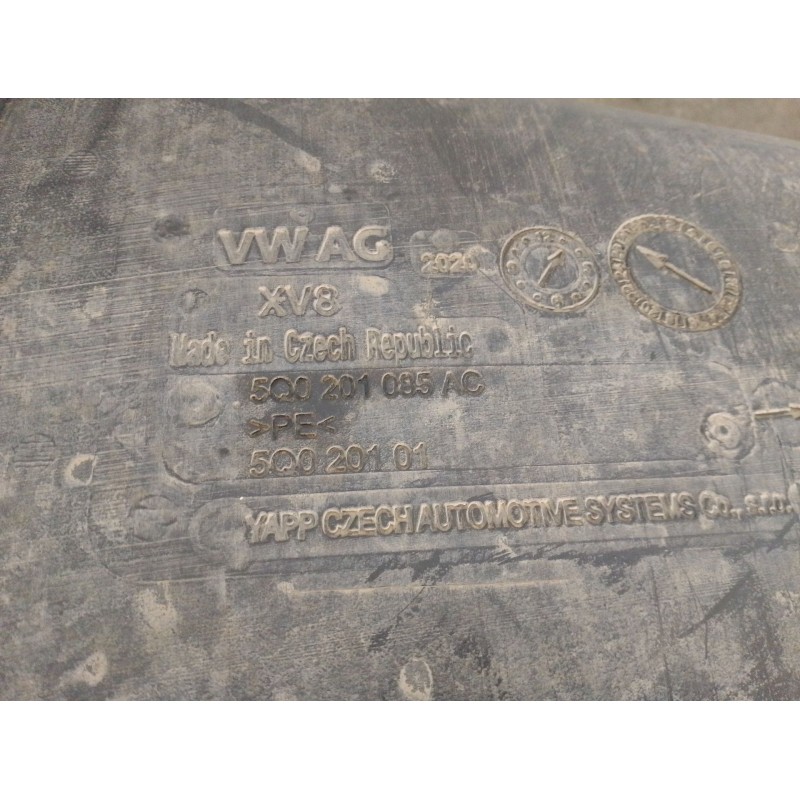 VW AG
2020
XV8
Made in Czech Republic
5Q0 201 085 AC
>PE<
5Q0 201 01
YAPP CZECH AUTOMOTIVE SYSTEMS Co., s.r.o.